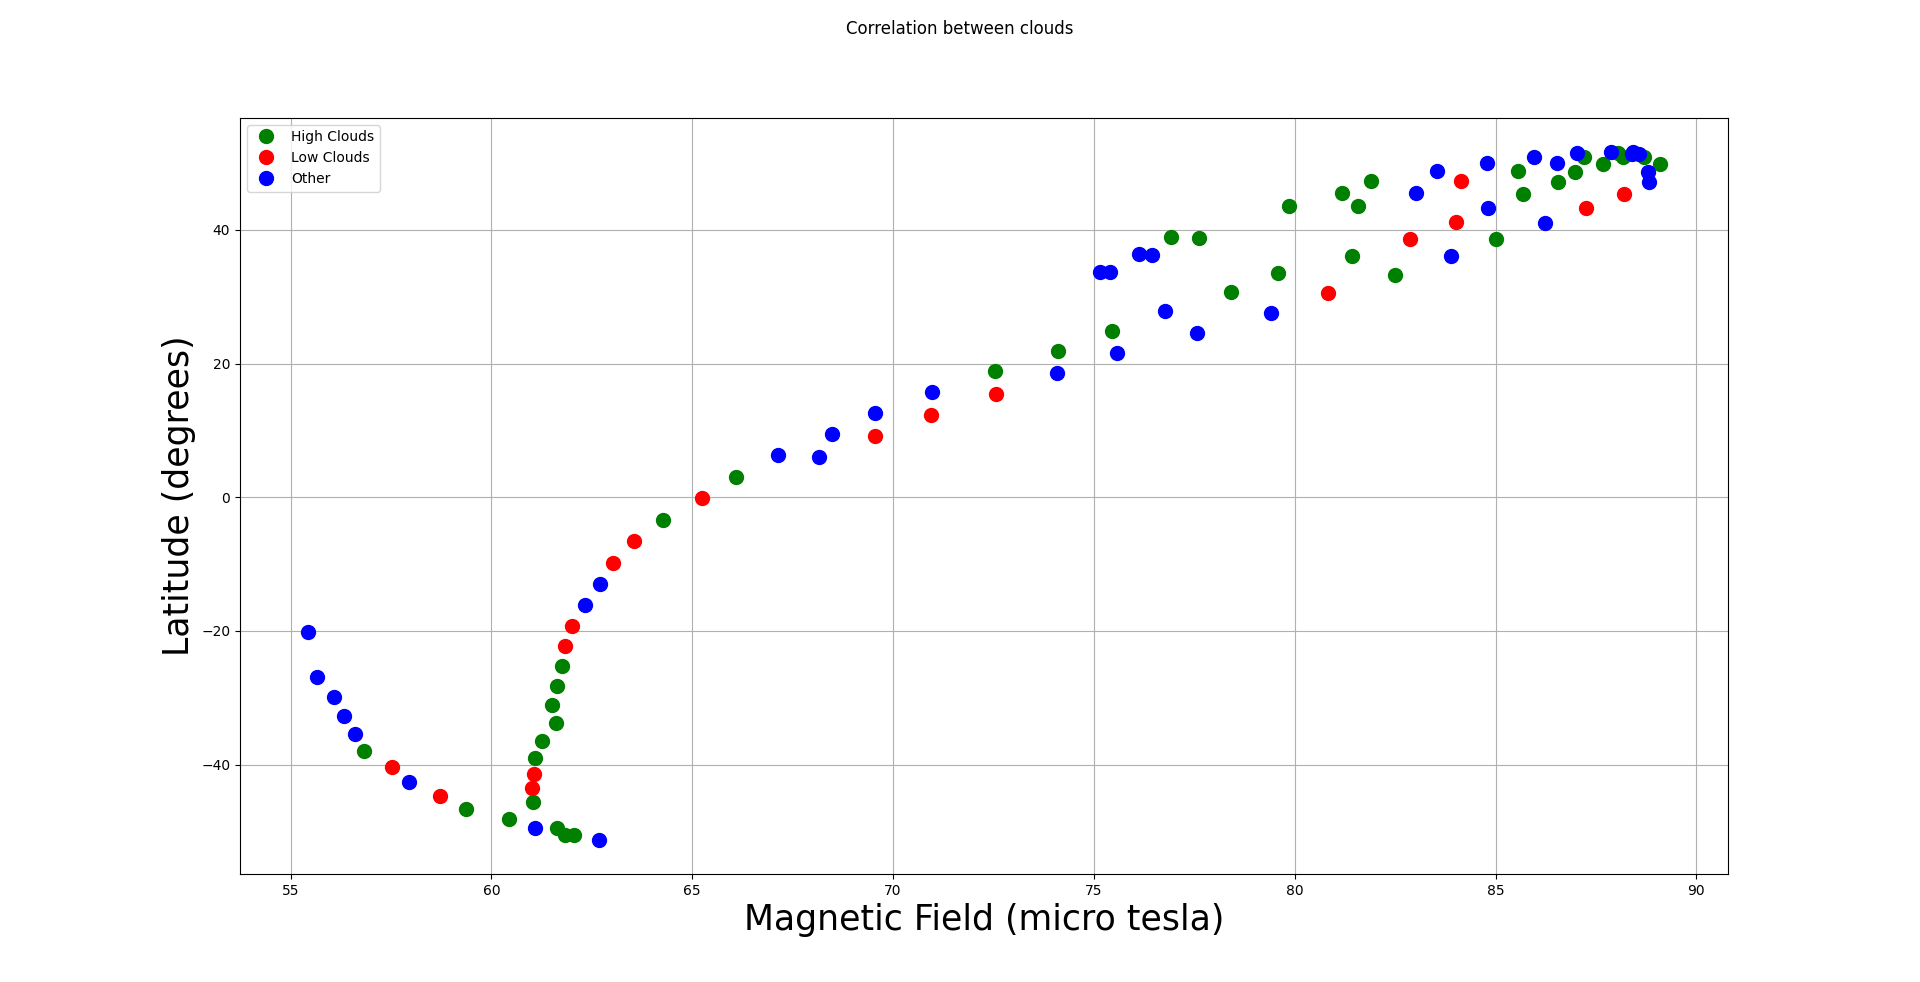 Correlation between clouds
High Clouds
Low Clouds
Other
40
20
0
−20
−40
Latitude (degrees)
55 60 65 70 75 80 85 90
Magnetic Field (micro tesla)